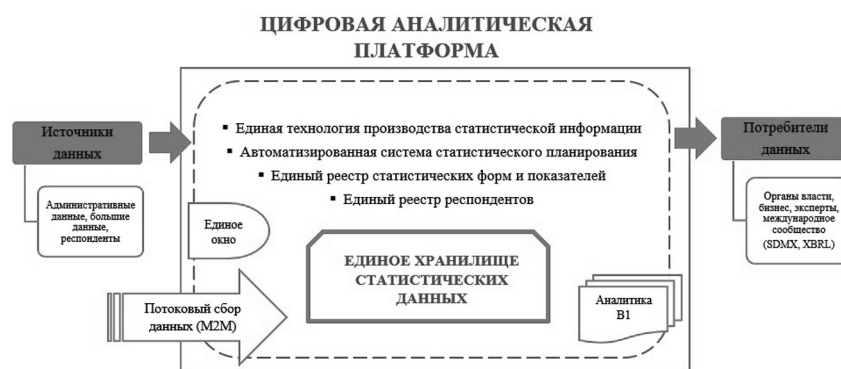 ЦИФРОВАЯ АНАЛИТИЧЕСКАЯ
ПЛАТФОРМА
Источники
данных
Административные
данные, большие
данные,
респонденты
▪ Единая технология производства статистической информации
▪ Автоматизированная система статистического планирования
▪ Единый реестр статистических форм и показателей
▪ Единый реестр респондентов
Единое
окно
ЕДИНОЕ ХРАНИЛИЩЕ
СТАТИСТИЧЕСКИХ
ДАННЫХ
Потоковый сбор
данных (M2M)
Аналитика
B1
Потребители
данных
Органы власти,
бизнес, эксперты,
международное
сообщество
(SDMX, XBRL)